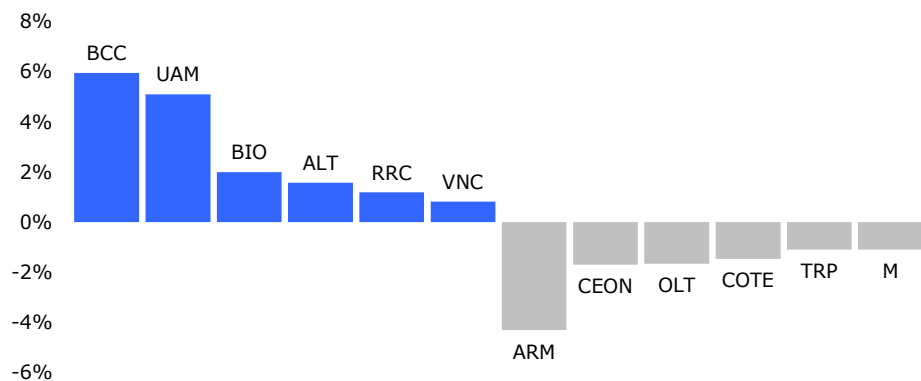 8%
6%
4%
2%
0%
-2%
-4%
-6%
BCC
UAM
BIO
ALT
RRC
VNC
ARM
CEON
OLT
COTE
TRP
M